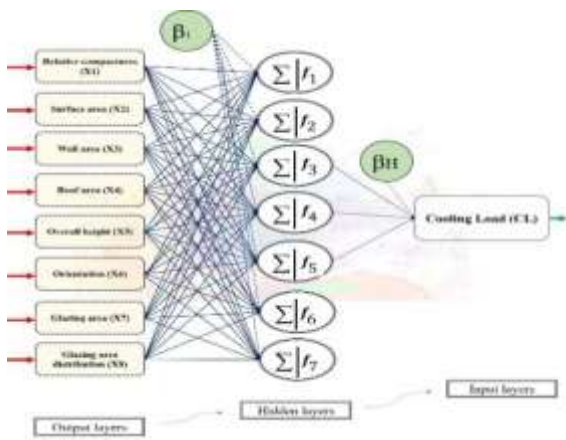 β₁
Relative compactness
(X1)
Surface area (X2)
Wall area (X3)
Roof area (X4)
Overall height (X5)
Orientation (X6)
Glazing area (X7)
Glazing area
distribution (X8)
∑|f₁
∑|f₂
∑|f₃
∑|f₄
∑|f₅
∑|f₆
∑|f₇
βH
Cooling Load (CL)
Output layers
Hidden layers
Input layers